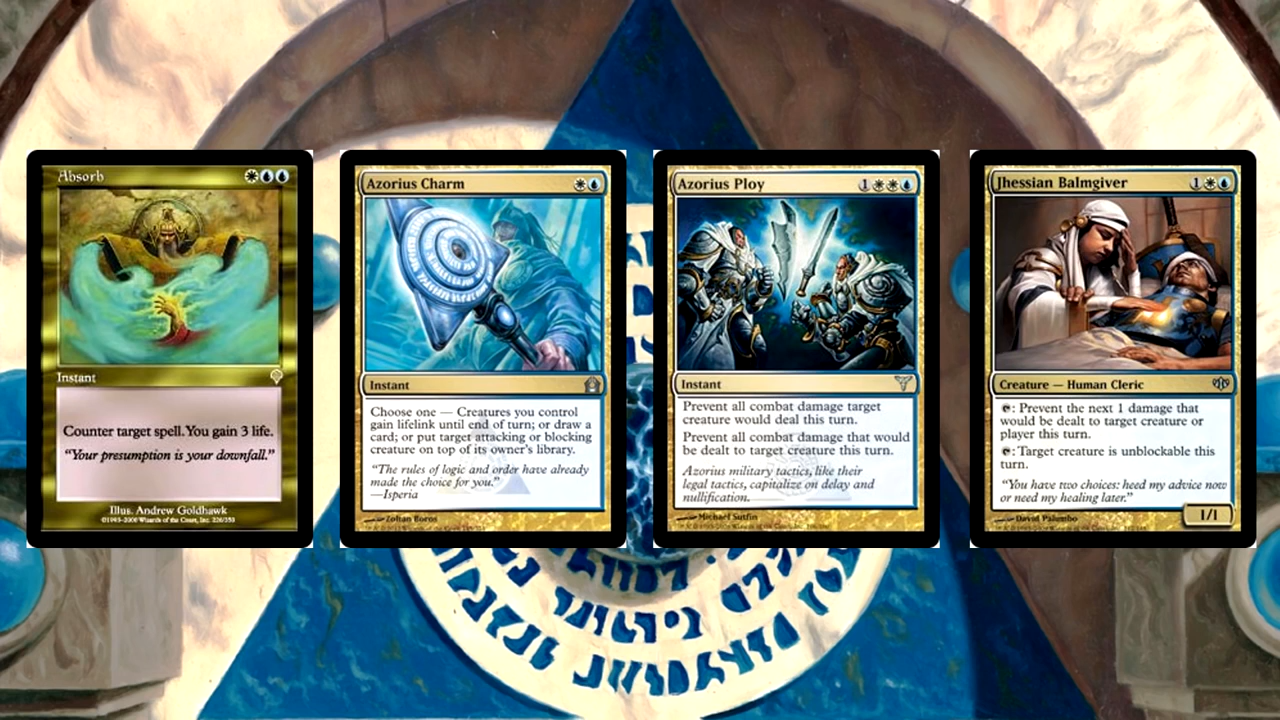 Absorb
Instant
Counter target spell. You gain 3 life.
"Your presumption is your downfall."
Illus. Andrew Goldhawk
Azorius Charm
Instant
Choose one — Creatures you control
gain lifelink until end of turn; or draw a
card; or put target attacking or blocking
creature on top of its owner's library.
"The rules of logic and order have already
made the choice for you."
—Isperia
Zoltan Boros
Azorius Ploy
1
Instant
Prevent all combat damage target
creature would deal this turn.
Prevent all combat damage that would
be dealt to target creature this turn.
Azorius military tactics, like their
legal tactics, capitalize on delay and
nullification.
Michael Sutfin
Jhessian Balmgiver
1
Creature — Human Cleric
: Prevent the next 1 damage that
would be dealt to target creature or
player this turn.
: Target creature is unblockable this
turn.
"You have two choices: heed my advice now
or need my healing later."
David Palumbo
1/1